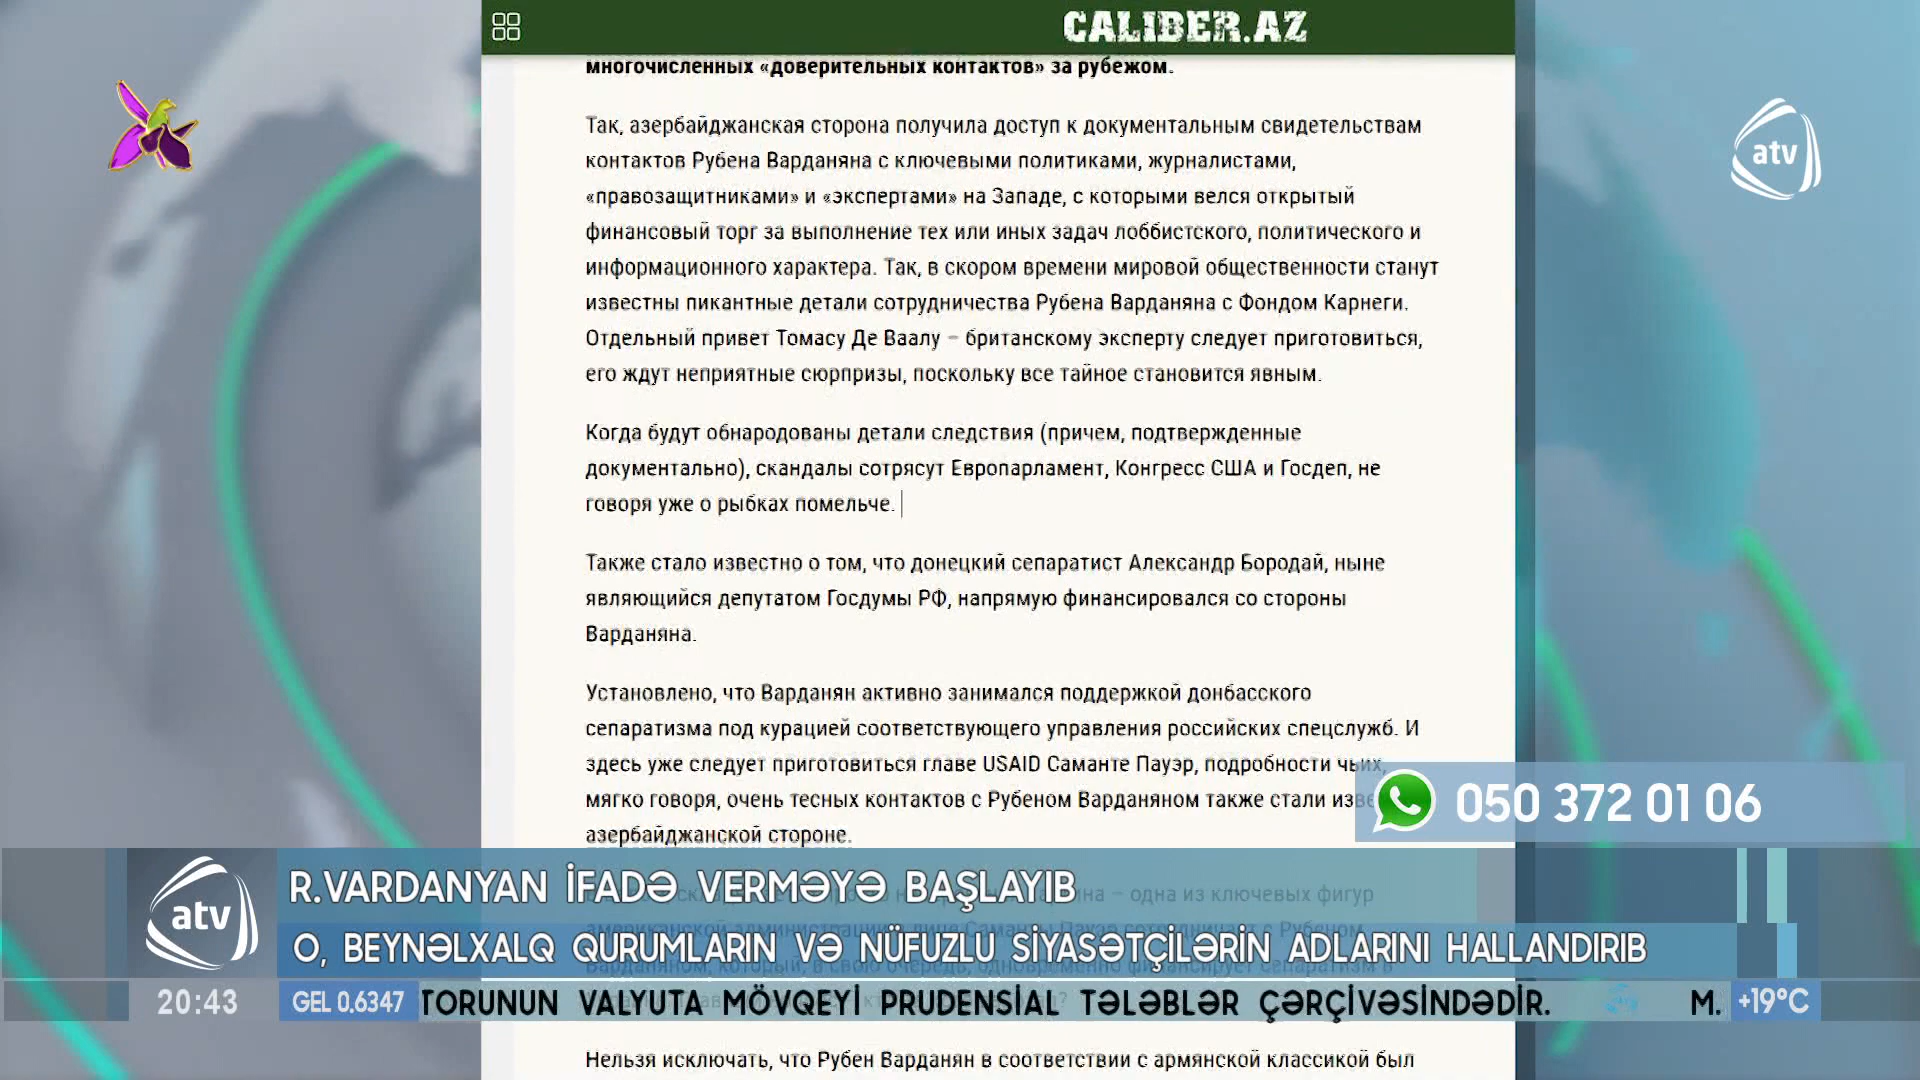 CALIBER.AZ
многочисленных «доверительных контактов» за рубежом.
Так, азербайджанская сторона получила доступ к документальным свидетельствам
контактов Рубена Варданяна с ключевыми политиками, журналистами,
«правозащитниками» и «экспертами» на Западе, с которыми велся открытый
финансовый торг за выполнение тех или иных задач лоббистского, политического и
информационного характера. Так, в скором времени мировой общественности станут
известны пикантные детали сотрудничества Рубена Варданяна с Фондом Карнеги.
Отдельный привет Томасу Де Ваалу – британскому эксперту следует приготовиться,
его ждут неприятные сюрпризы, поскольку все тайное становится явным.
Когда будут обнародованы детали следствия (причем, подтвержденные
документально), скандалы сотрясут Европарламент, Конгресс США и Госдеп, не
говоря уже о рыбках помельче.
Также стало известно о том, что донецкий сепаратист Александр Бородай, ныне
являющийся депутатом Госдумы РФ, напрямую финансировался со стороны
Варданяна.
Установлено, что Варданян активно занимался поддержкой донбасского
сепаратизма под курацией соответствующего управления российских спецслужб. И
здесь уже следует приготовиться главе USAID Саманте Пауэр, подробности чьих,
мягко говоря, очень тесных контактов с Рубеном Варданяном также стали изве
азербайджанской стороне.
– одна из ключевых фигур
Нельзя исключать, что Рубен Варданян в соответствии с армянской классикой был
atv
050 372 01 06
atv
R.VARDANYAN İFADƏ VERMƏYƏ BAŞLAYIB
O, BEYNƏLXALQ QURUMLARIN VƏ NÜFUZLU SİYASƏTÇİLƏRİN ADLARINI HALLANDIRIB
20:43 GEL 0.6347 TORUNUN VALYUTA MÖVQEYİ PRUDENSİAL TƏLƏBLƏR ÇƏRÇİVƏSİNDƏDİR. M. +19°C